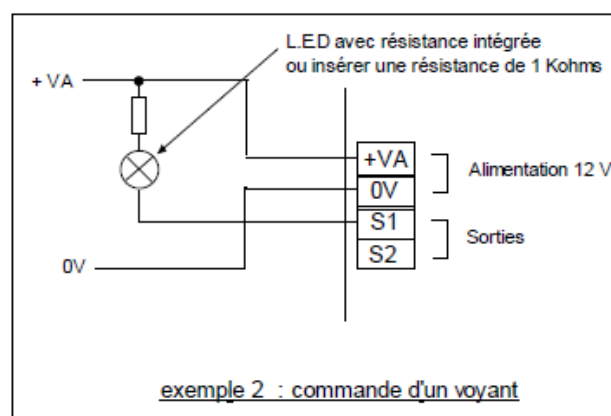 L.E.D avec résistance intégrée
ou insérer une résistance de 1 Kohms
+ VA
+VA
0V
S1
S2
Alimentation 12 V
Sorties
0V
exemple 2 : commande d'un voyant